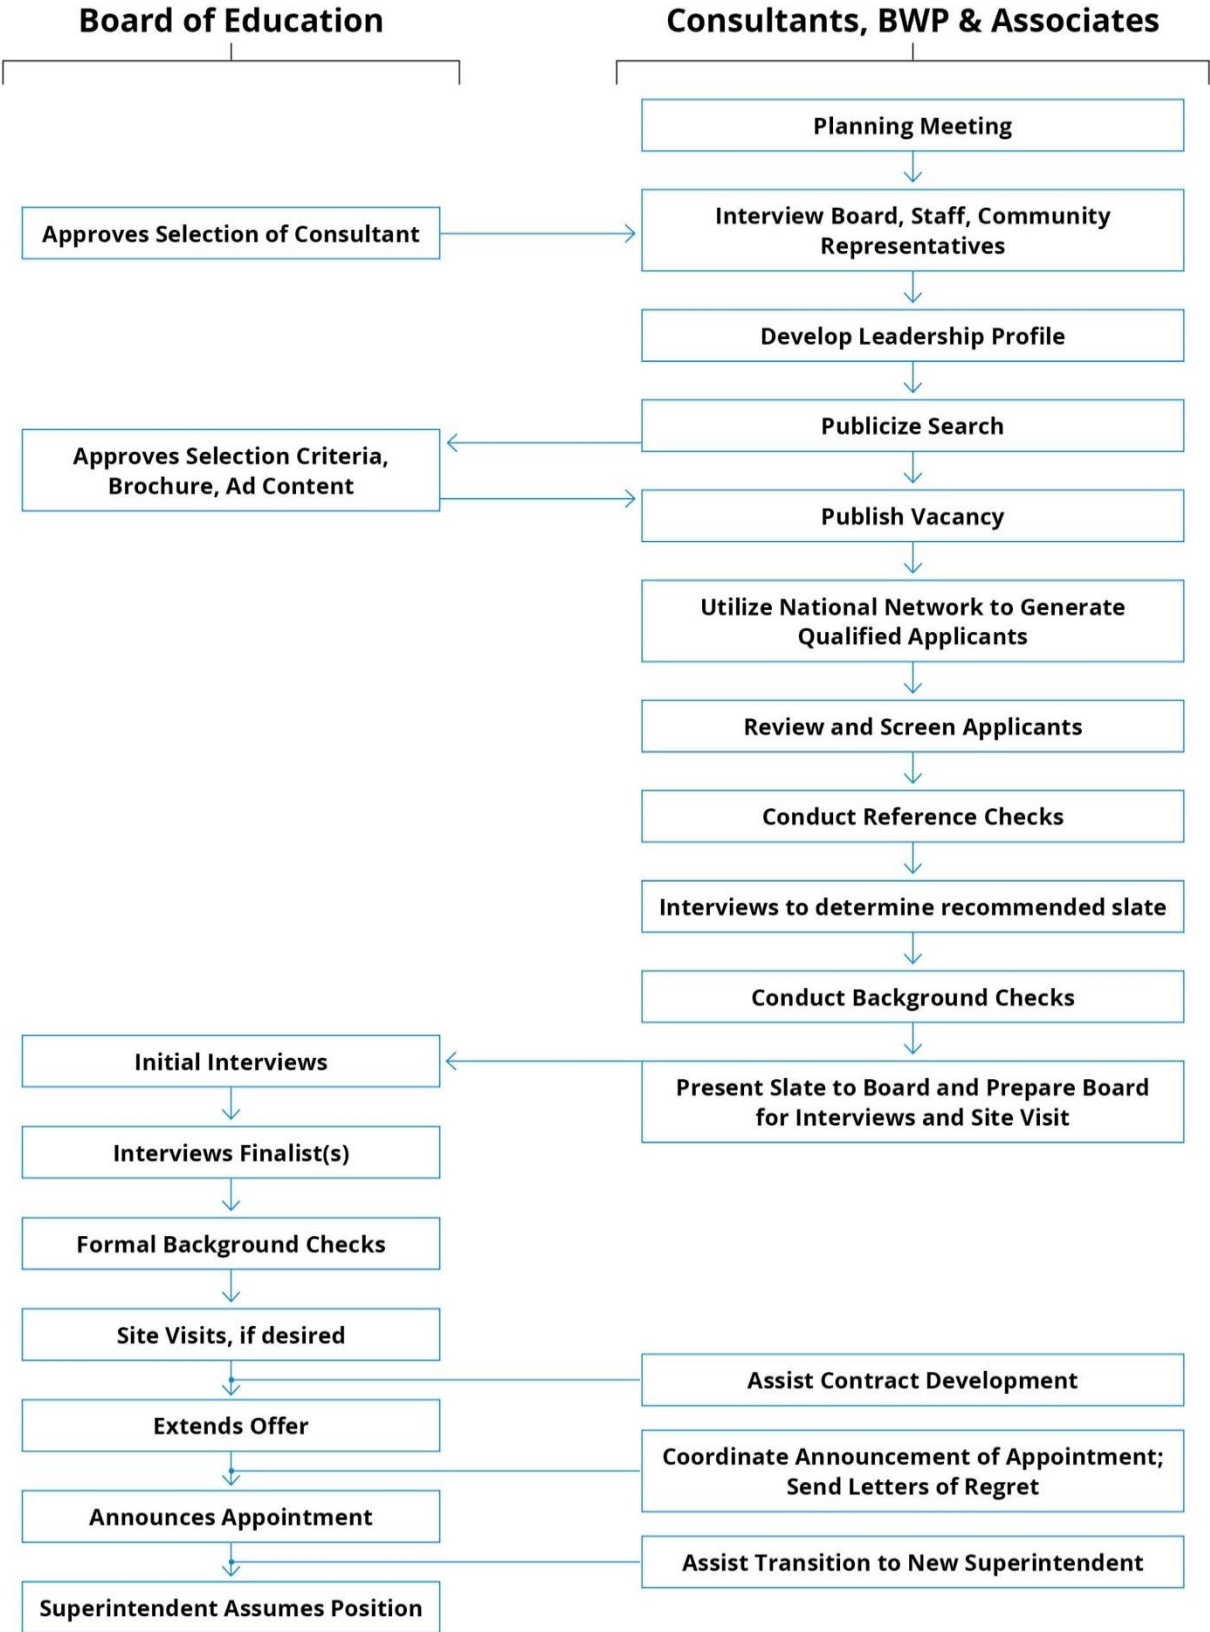 Board of Education
Consultants, BWP & Associates
Planning Meeting
Approves Selection of Consultant
Interview Board, Staff, Community
Representatives
Develop Leadership Profile
Publicize Search
Approves Selection Criteria,
Brochure, Ad Content
Publish Vacancy
Utilize National Network to Generate
Qualified Applicants
Review and Screen Applicants
Conduct Reference Checks
Interviews to determine recommended slate
Conduct Background Checks
Present Slate to Board and Prepare Board
for Interviews and Site Visit
Initial Interviews
Interviews Finalist(s)
Formal Background Checks
Site Visits, if desired
Assist Contract Development
Extends Offer
Coordinate Announcement of Appointment;
Send Letters of Regret
Announces Appointment
Assist Transition to New Superintendent
Superintendent Assumes Position